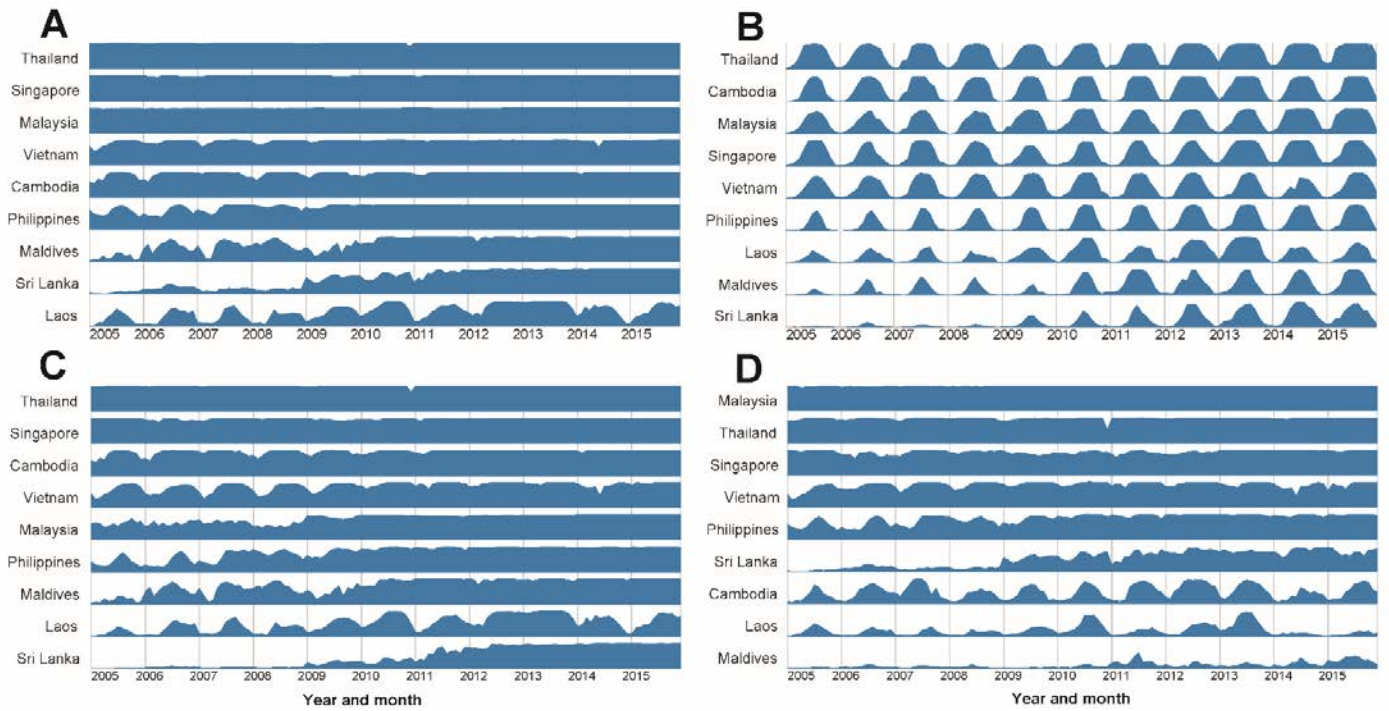 A
Thailand
Singapore
Malaysia
Vietnam
Cambodia
Philippines
Maldives
Sri Lanka
Laos
2005 2006 2007 2008 2009 2010 2011 2012 2013 2014 2015
B
Thailand
Cambodia
Malaysia
Singapore
Vietnam
Philippines
Laos
Maldives
Sri Lanka
2005 2006 2007 2008 2009 2010 2011 2012 2013 2014 2015
C
Thailand
Singapore
Cambodia
Vietnam
Malaysia
Philippines
Maldives
Laos
Sri Lanka
2005 2006 2007 2008 2009 2010 2011 2012 2013 2014 2015
Year and month
D
Malaysia
Thailand
Singapore
Vietnam
Philippines
Sri Lanka
Cambodia
Laos
Maldives
2005 2006 2007 2008 2009 2010 2011 2012 2013 2014 2015
Year and month